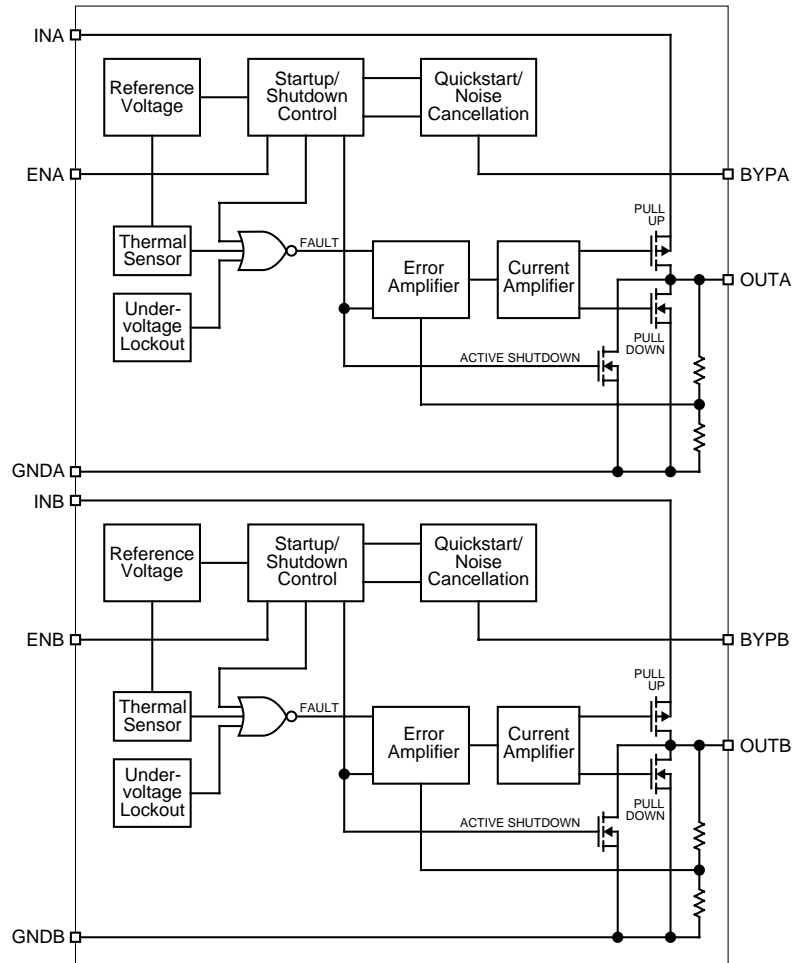 INA
Reference
Voltage
Startup/
Shutdown
Control
Quickstart/
Noise
Cancellation
ENA
BYPA
PULL
UP
Thermal
Sensor
FAULT
Error
Amplifier
Current
Amplifier
OUTA
Under-
voltage
Lockout
ACTIVE SHUTDOWN
PULL
DOWN
GNDA
INB
Reference
Voltage
Startup/
Shutdown
Control
Quickstart/
Noise
Cancellation
ENB
BYPB
PULL
UP
Thermal
Sensor
FAULT
Error
Amplifier
Current
Amplifier
OUTB
Under-
voltage
Lockout
ACTIVE SHUTDOWN
PULL
DOWN
GNDB